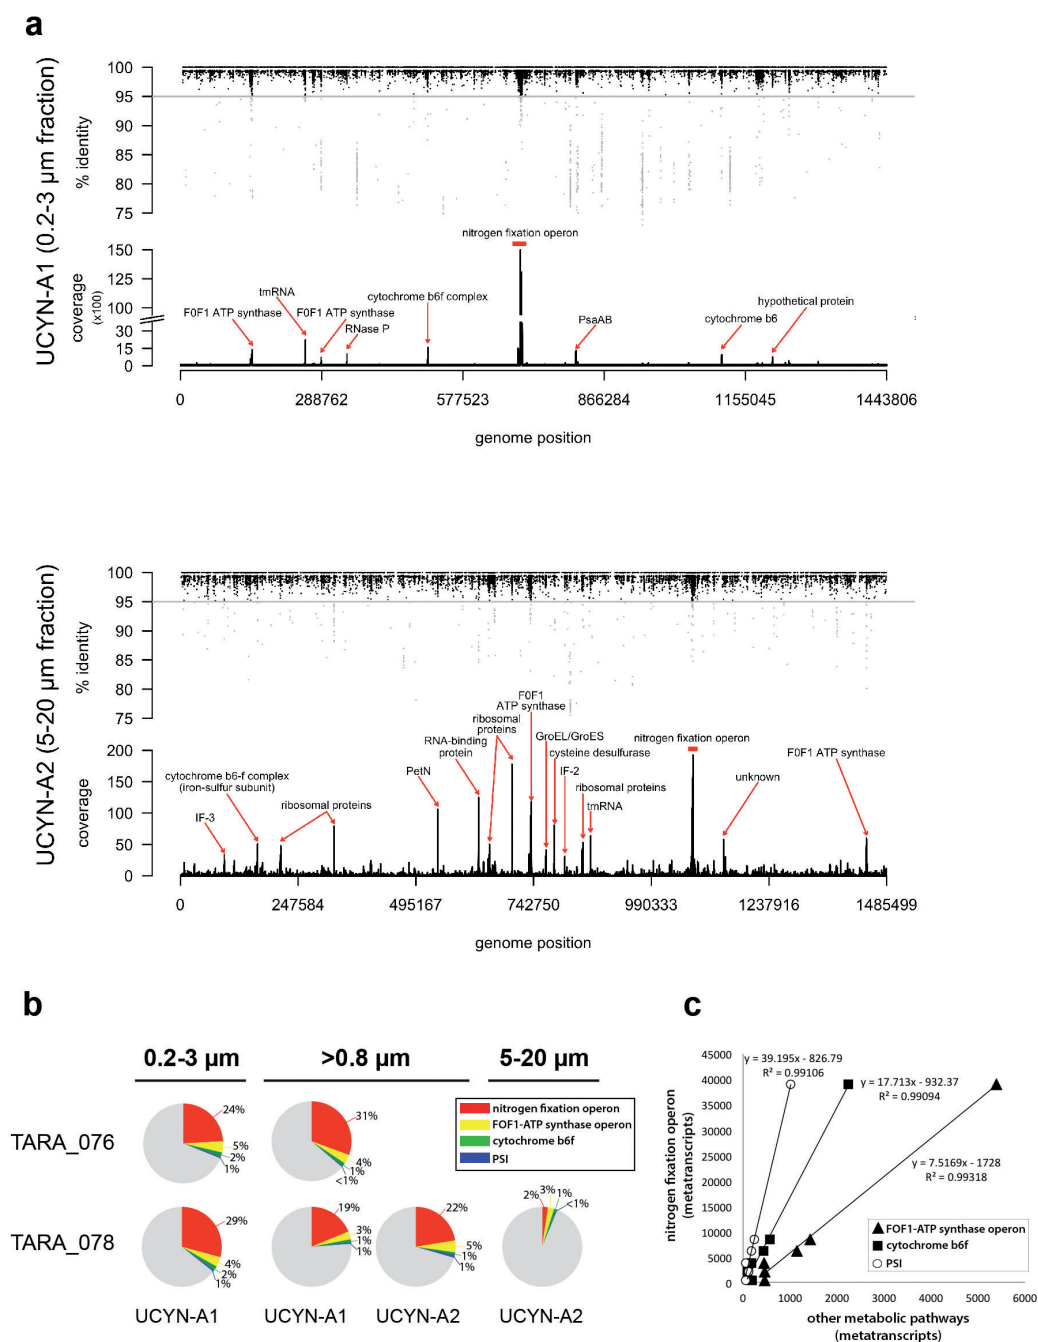 a
UCYN-A1 (0.2-3 µm fraction)
% identity
100
95
90
85
80
75
nitrogen fixation operon
coverage
(x100)
150
125
100
30
15
0
F0F1 ATP synthase
tmRNA
F0F1 ATP synthase
RNase P
cytochrome b6f complex
PsaAB
cytochrome b6
hypothetical protein
0
288762
577523
866284
1155045
1443806
genome position
UCYN-A2 (5-20 µm fraction)
% identity
100
95
90
85
80
75
coverage
200
150
100
50
0
IF-3
cytochrome b6-f complex
(iron-sulfur subunit)
ribosomal proteins
PetN
RNA-binding
protein
ribosomal
proteins
F0F1
ATP synthase
GroEL/GroES
cysteine desulfurase
IF-2
ribosomal proteins
tmRNA
nitrogen fixation operon
unknown
F0F1 ATP synthase
0
247584
495167
742750
990333
1237916
1485499
genome position
b
0.2-3 µm
>0.8 µm
5-20 µm
TARA_076
24%
5%
2%
1%
31%
4%
1%
<1%
nitrogen fixation operon
FOF1-ATP synthase operon
cytochrome b6f
PSI
TARA_078
29%
4%
2%
1%
19%
3%
1%
1%
22%
5%
1%
1%
2%
3%
1%
<1%
UCYN-A1
UCYN-A1
UCYN-A2
UCYN-A2
c
nitrogen fixation operon
(metatranscripts)
45000
40000
35000
30000
25000
20000
15000
10000
5000
0
y = 39.195x - 826.79
R² = 0.99106
y = 17.713x - 932.37
R² = 0.99094
y = 7.5169x - 1728
R² = 0.99318
FOF1-ATP synthase operon
cytochrome b6f
PSI
0
1000
2000
3000
4000
5000
6000
other metabolic pathways
(metatranscripts)